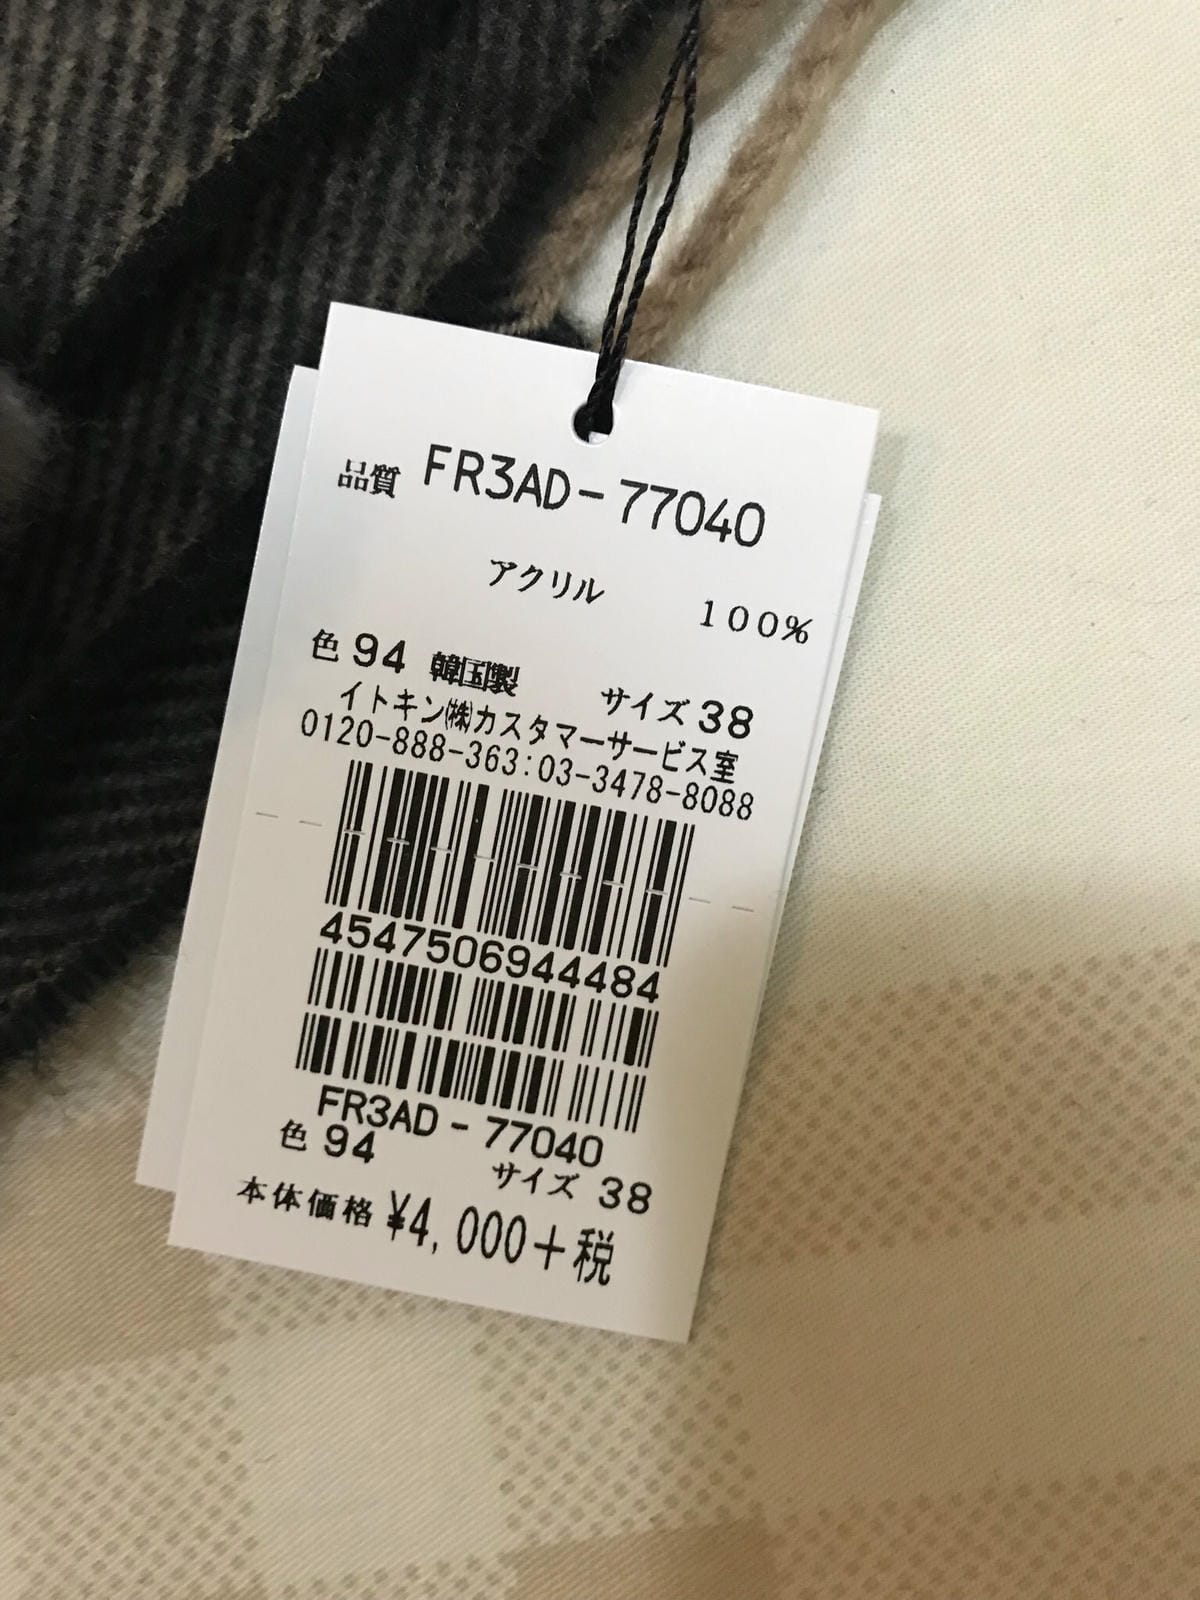 品質 FR3AD-77040
アクリル 100%
色 94 韓国製 サイズ 38
イトキン㈱カスタマーサービス室
0120-888-363:03-3478-8088
4547506944484
FR3AD-77040
色 94 サイズ 38
本体価格 ¥4,000+税